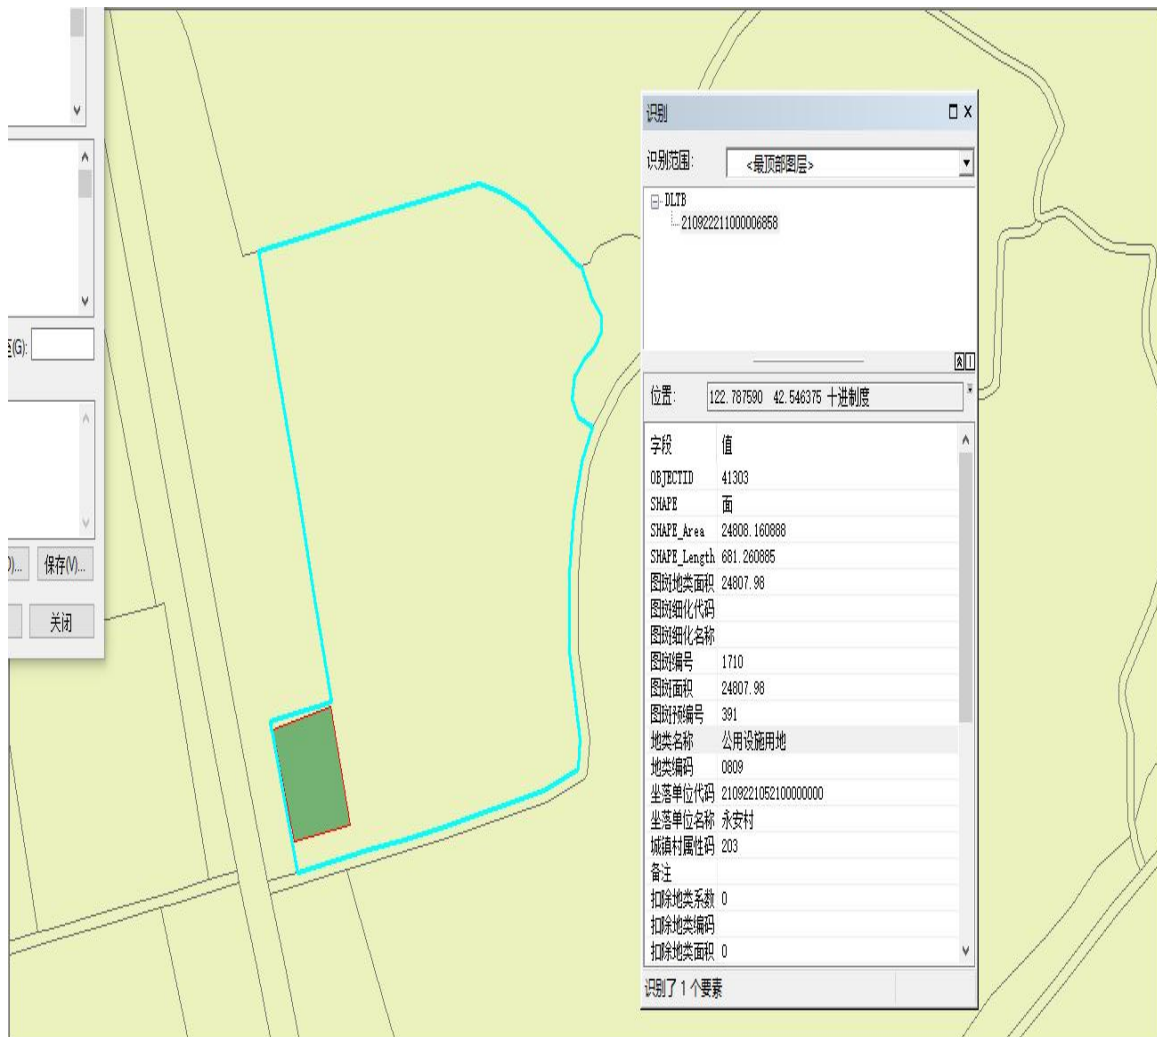 识别
识别范围: <最顶部图层>
DLTB
210922211000006858
至(G):
位置: 122.787590 42.546375 十进制度
字段 值
OBJECTID 41303
SHAPE 面
SHAPE_Area 24808.160888
SHAPE_Length 681.260885
图斑地类面积 24807.98
图斑细化代码
图斑细化名称
图斑编号 1710
图斑面积 24807.98
图斑预编号 391
地类名称 公用设施用地
地类编码 0809
坐落单位代码 2109221052100000000
坐落单位名称 永安村
城镇村属性码 203
备注
扣除地类系数 0
扣除地类编码
扣除地类面积 0
保存(V)...
关闭
识别了 1 个要素